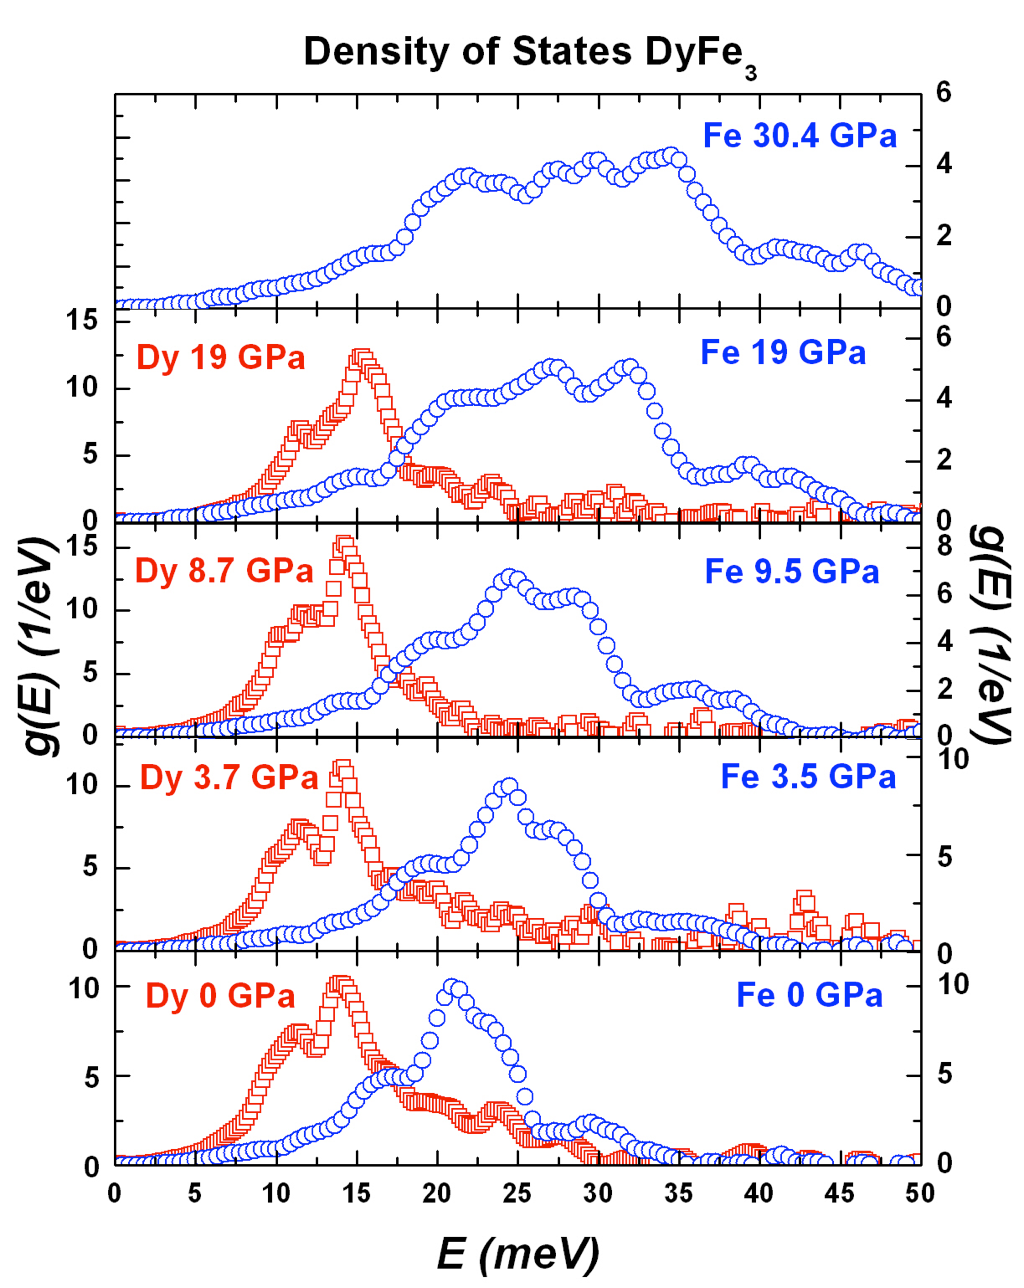 Density of States DyFe3
6
Fe 30.4 GPa
4
2
0
15
6
Dy 19 GPa
Fe 19 GPa
10
4
5
2
0
0
15
8
Dy 8.7 GPa
Fe 9.5 GPa
10
6
4
5
2
0
0
g(E) (1/eV)
g(E) (1/eV)
10
Dy 3.7 GPa
Fe 3.5 GPa
10
5
5
0
0
10
10
Dy 0 GPa
Fe 0 GPa
5
5
0
0
0 5 10 15 20 25 30 35 40 45 50
E (meV)